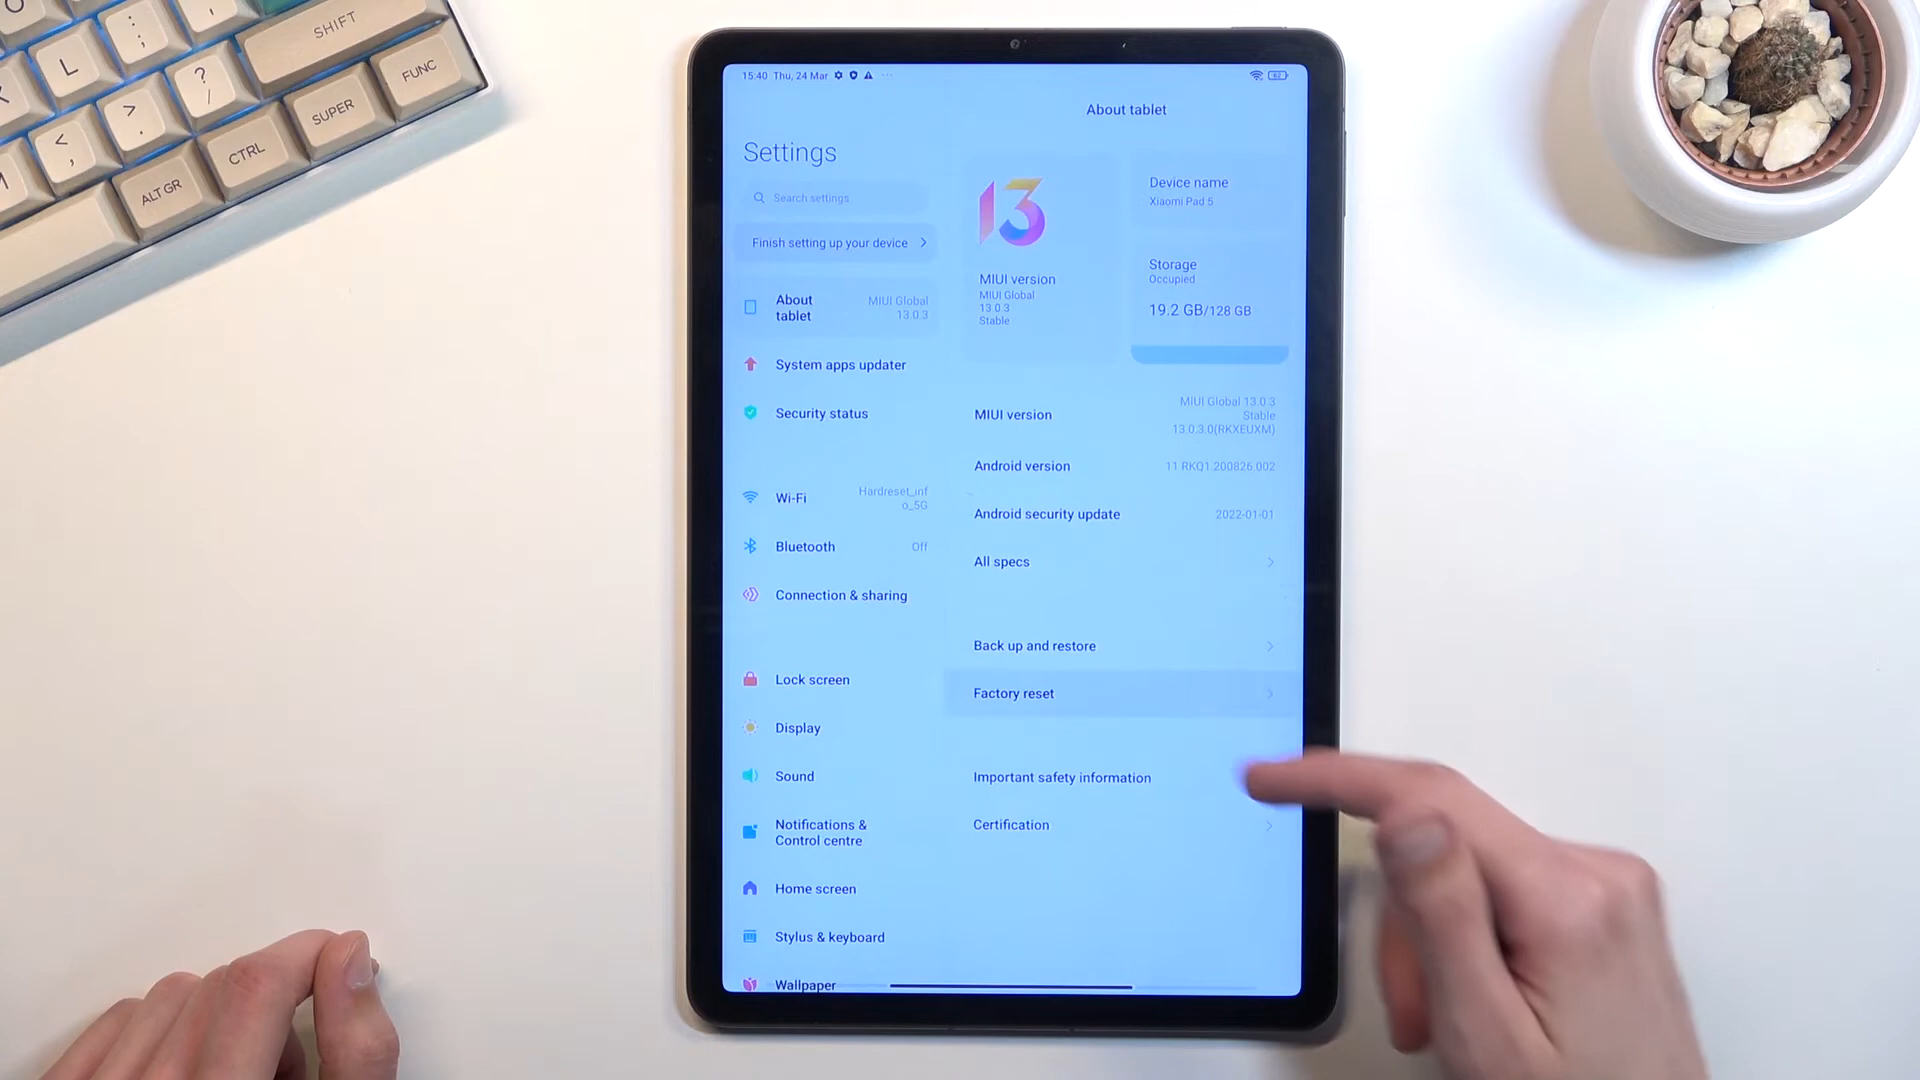 SHIFT
L
:
;
FUNC
?
/
SUPER
>
.
CTRL
<
,
ALT GR
15:40 Thu, 24 Mar
62
About tablet
Settings
Search settings
Finish setting up your device
About
tablet
MIUI Global
13.0.3
System apps updater
Security status
Wi-Fi
Hardreset_inf
o_5G
Bluetooth
Off
Connection & sharing
Lock screen
Display
Sound
Notifications &
Control centre
Home screen
Stylus & keyboard
Wallpaper
13
MIUI version
MIUI Global
13.0.3
Stable
Device name
Xiaomi Pad 5
Storage
Occupied
19.2 GB/128 GB
MIUI version
MIUI Global 13.0.3
Stable
13.0.3.0(RKXEUXM)
Android version
11 RKQ1.200826.002
Android security update
2022-01-01
All specs
Back up and restore
Factory reset
Important safety information
Certification